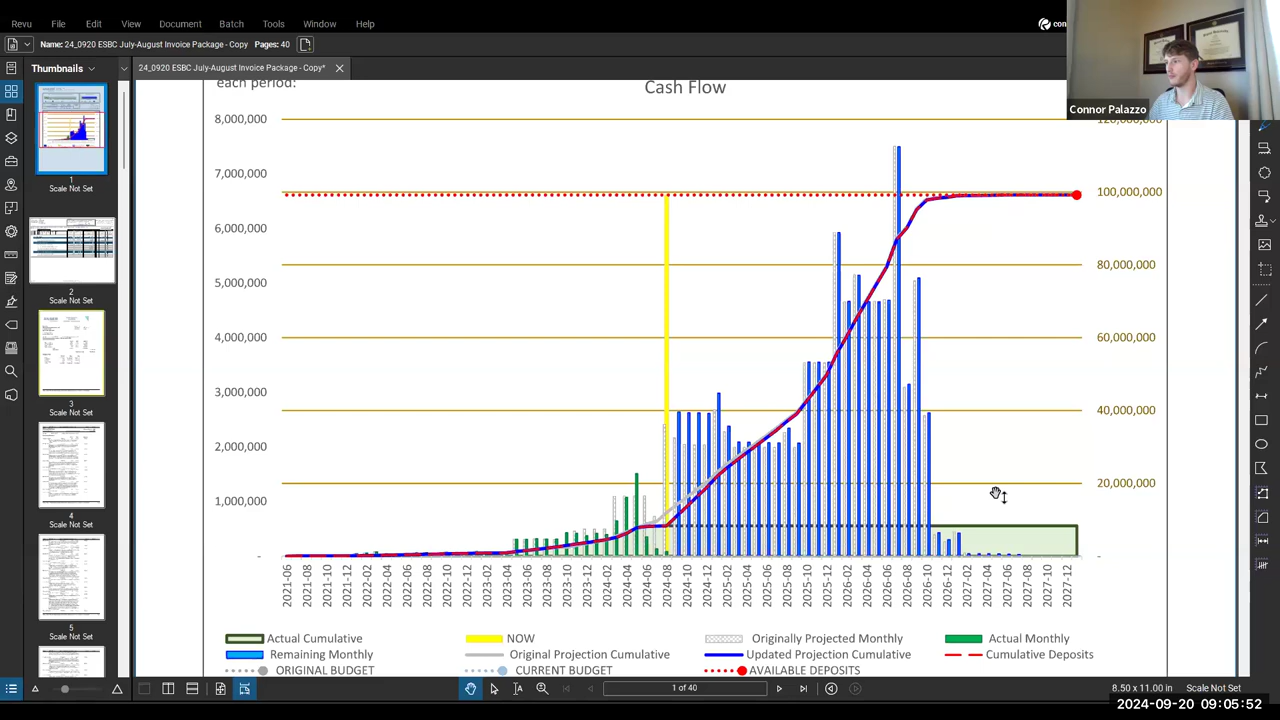 Revu File Edit View Document Batch Tools Window Help
Name: 24_0920 ESBC July-August Invoice Package - Copy Pages: 40
Thumbnails
24_0920 ESBC July-August Invoice Package - Copy*
Connor Palazzo
each period:
Cash Flow
8,000,000
7,000,000
6,000,000
5,000,000
4,000,000
3,000,000
2,000,000
1,000,000
-
120,000,000
100,000,000
80,000,000
60,000,000
40,000,000
20,000,000
-
2021-06 2021-08 2021-10 2021-12 2022-02 2022-04 2022-06 2022-08 2022-10 2022-12 2023-02 2023-04 2023-06 2023-08 2023-10 2023-12 2024-02 2024-04 2024-06 2024-08 2024-10 2024-12 2025-02 2025-04 2025-06 2025-08 2025-10 2025-12 2026-02 2026-04 2026-06 2026-08 2026-10 2026-12 2027-02 2027-04 2027-06 2027-08 2027-10 2027-12
Actual Cumulative NOW Originally Projected Monthly Actual Monthly
Remaining Monthly Original Projection Cumulative Updated Projection Cumulative Cumulative Deposits
ORIGINAL BUDGET CURRENT BUDGET AVAILABLE DEPOSITS
1
Scale Not Set
2
Scale Not Set
3
Scale Not Set
4
Scale Not Set
5
Scale Not Set
1 of 40
8.50 x 11.00 in Scale Not Set
2024-09-20 09:05:52